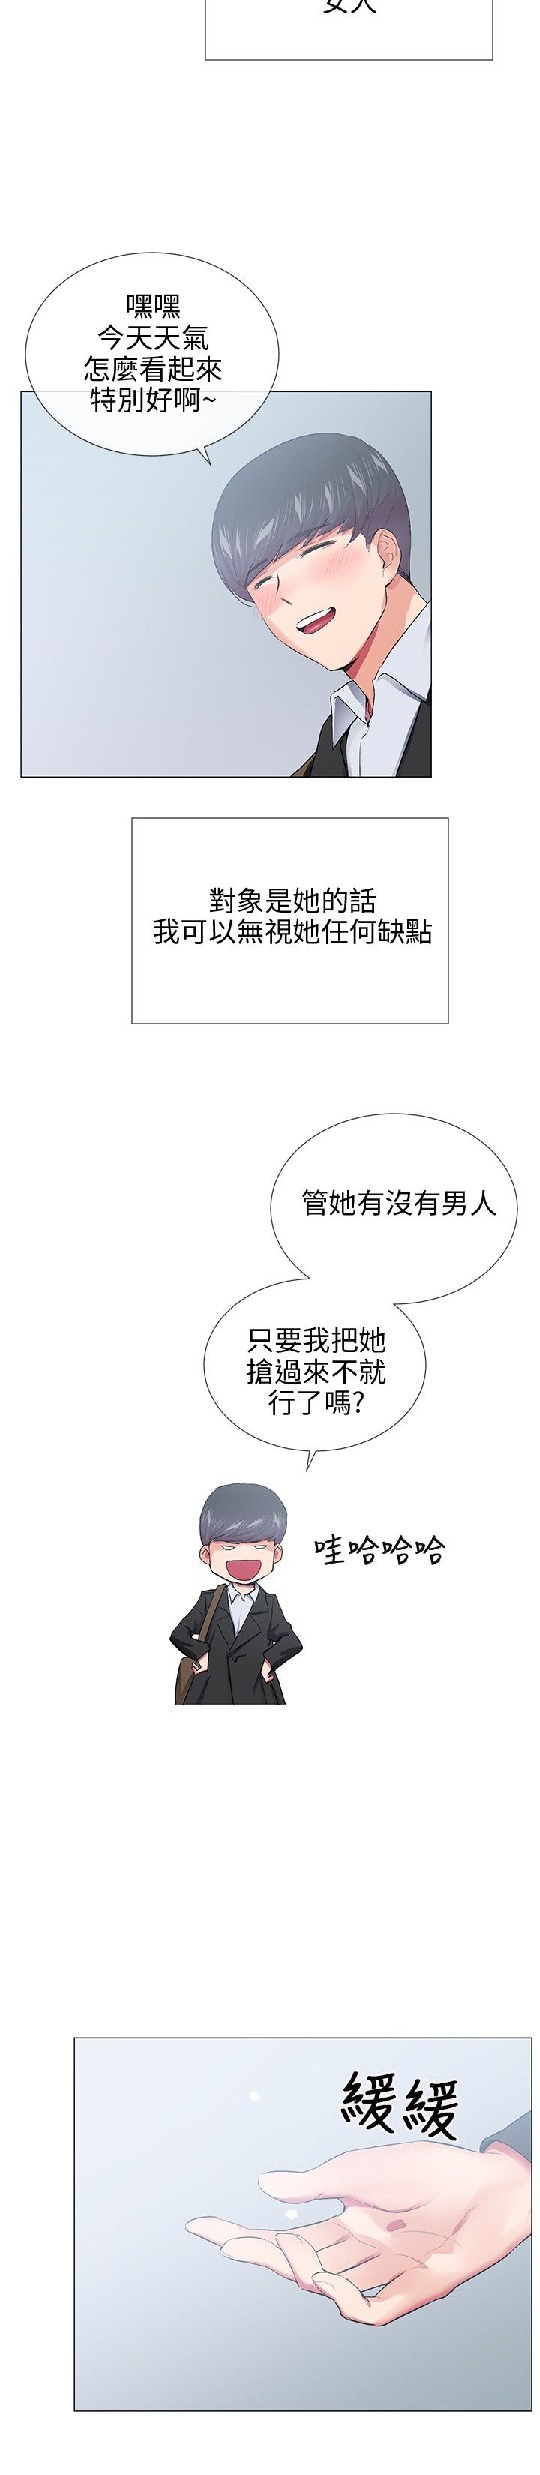 女人
嘿嘿
今天天氣
怎麼看起來
特別好啊~
對象是她的話
我可以無視她任何缺點
管她有沒有男人
只要我把她
搶過來不就
行了嗎?
哇哈哈哈
緩緩